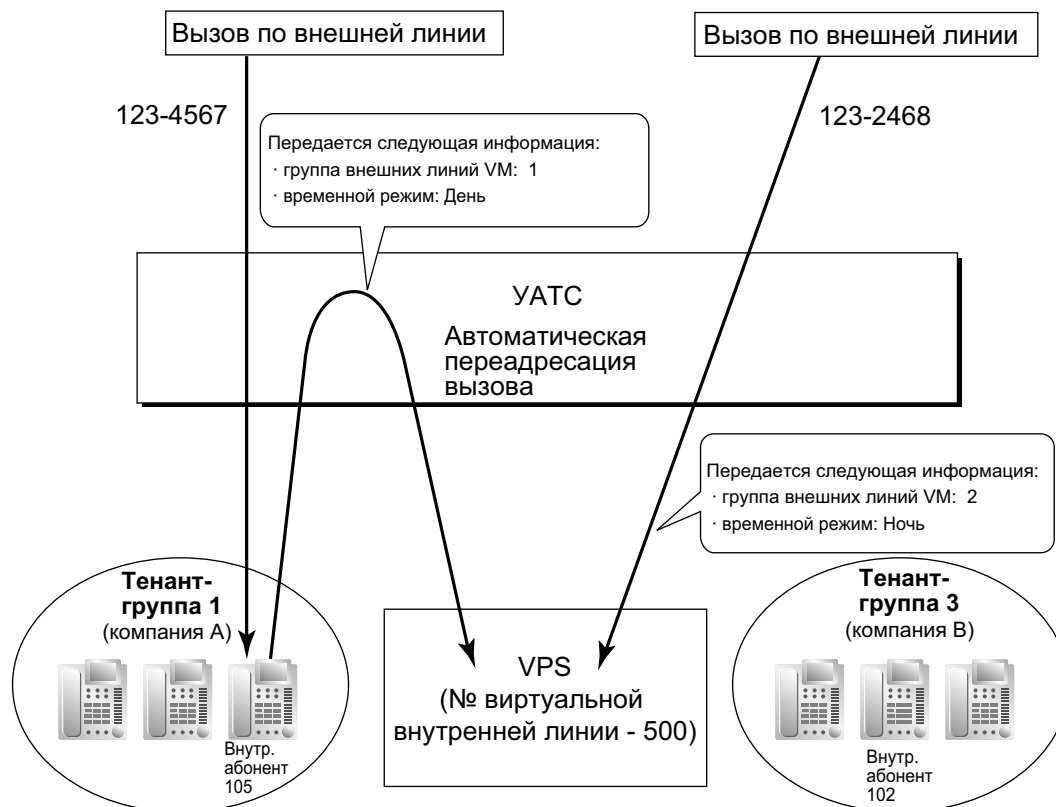 Вызов по внешней линии
Вызов по внешней линии
123-4567
123-2468
Передается следующая информация:
· группа внешних линий VM: 1
· временной режим: День
УАТС
Автоматическая
переадресация
вызова
Передается следующая информация:
· группа внешних линий VM: 2
· временной режим: Ночь
Тенант-
группа 1
(компания A)
Внутр.
абонент
105
VPS
(№ виртуальной
внутренней линии - 500)
Тенант-
группа 3
(компания B)
Внутр.
абонент
102